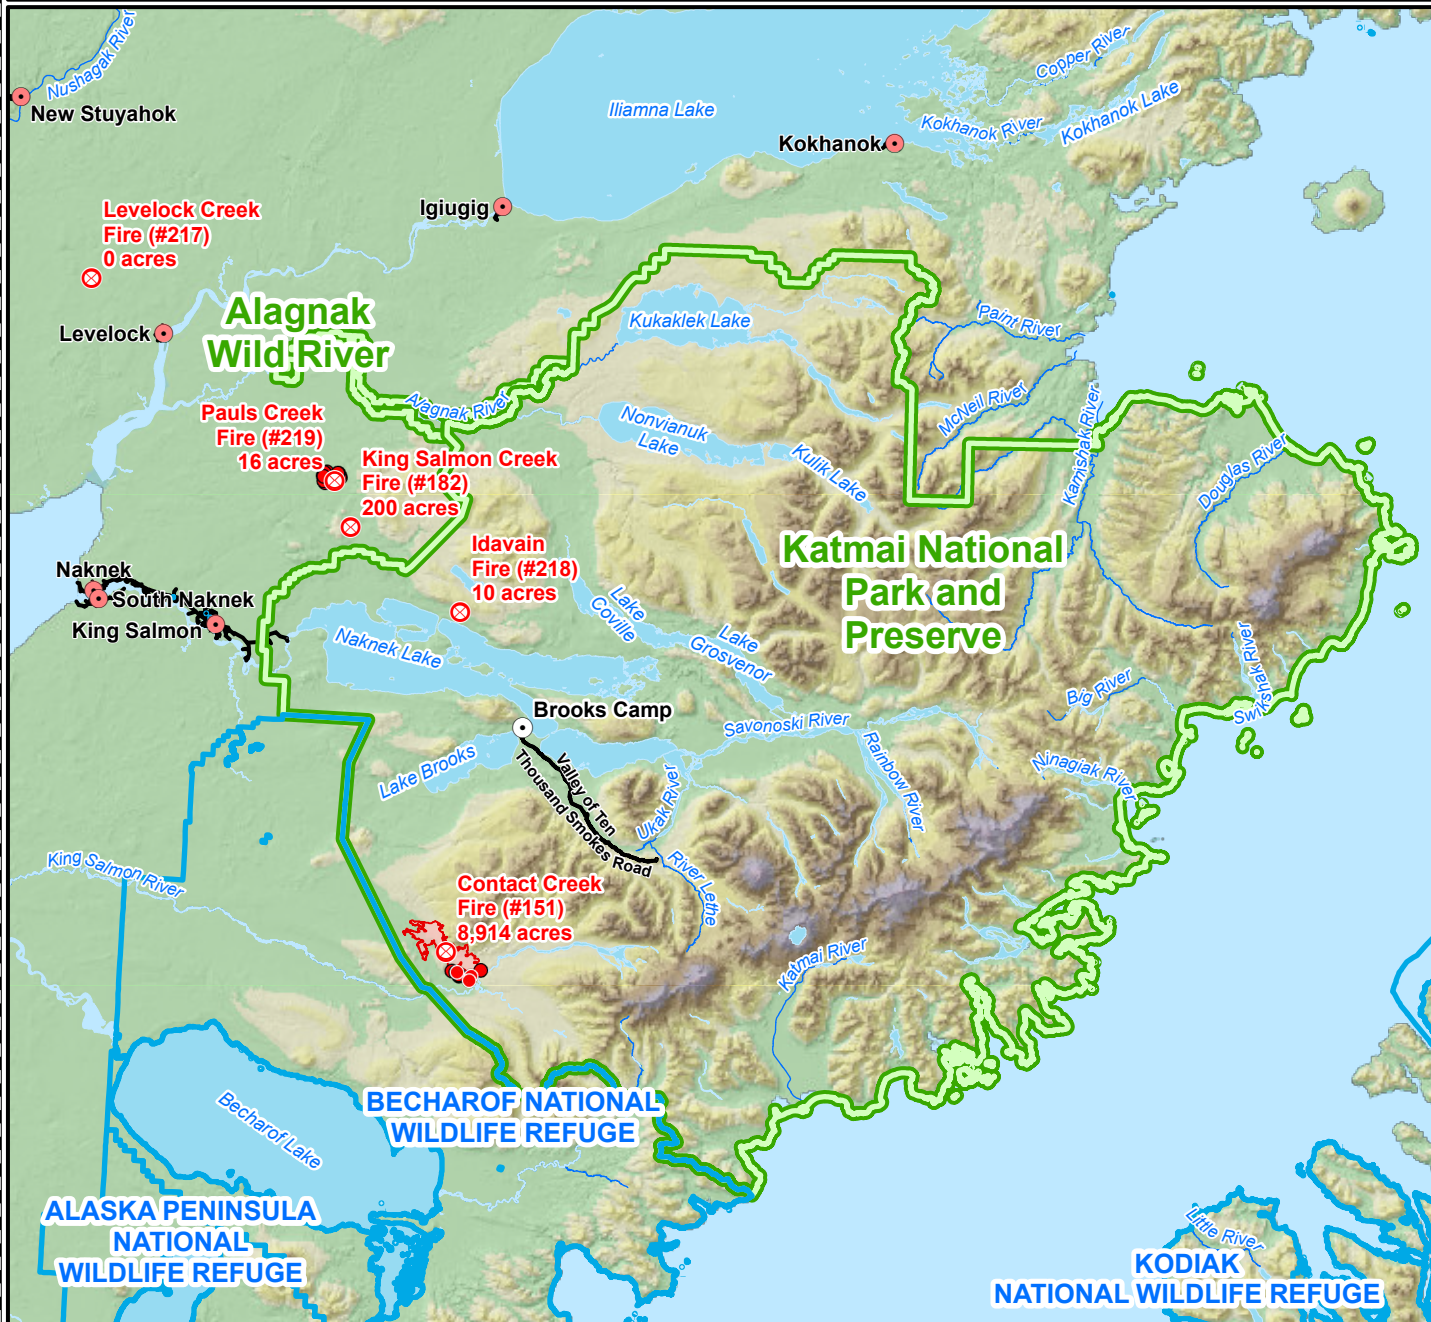 Nushagak River
New Stuyahok
Iliamna Lake
Copper River
Kokhanok River
Kokhanok Lake
Kokhanok
Igiugig
Levelock Creek
Fire (#217)
0 acres
Levelock
Alagnak
Wild River
Kukaklek Lake
Paint River
Alagnak River
McNeil River
Kamishak River
Pauls Creek
Fire (#219)
16 acres
King Salmon Creek
Fire (#182)
200 acres
Nonvianuk
Lake
Kulik Lake
Douglas River
Idavain
Fire (#218)
10 acres
Katmai National
Park and
Preserve
Naknek
South Naknek
King Salmon
Naknek Lake
Lake
Coville
Lake
Grosvenor
Swikshak River
Big River
Brooks Camp
Savonoski River
Lake Brooks
Valley of Ten
Thousand Smokes Road
Ukak River
Rainbow River
Ninagiak River
King Salmon River
River Lethe
Contact Creek
Fire (#151)
8,914 acres
Katmai River
Becharof Lake
BECHAROF NATIONAL
WILDLIFE REFUGE
ALASKA PENINSULA
NATIONAL
WILDLIFE REFUGE
Little River
KODIAK
NATIONAL WILDLIFE REFUGE